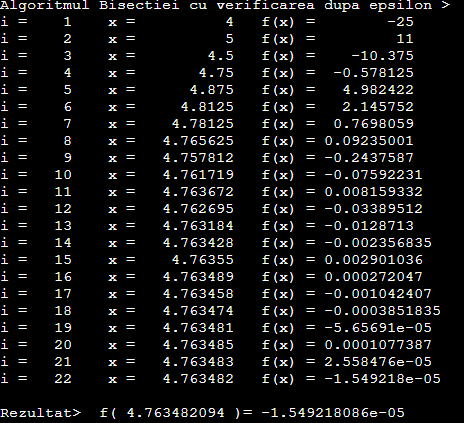 Algoritmul Bisectiei cu verificarea dupa epsilon >
i = 1 x = 4 f(x) = -25
i = 2 x = 5 f(x) = 11
i = 3 x = 4.5 f(x) = -10.375
i = 4 x = 4.75 f(x) = -0.578125
i = 5 x = 4.875 f(x) = 4.982422
i = 6 x = 4.8125 f(x) = 2.145752
i = 7 x = 4.78125 f(x) = 0.7698059
i = 8 x = 4.765625 f(x) = 0.09235001
i = 9 x = 4.757812 f(x) = -0.2437587
i = 10 x = 4.761719 f(x) = -0.07592231
i = 11 x = 4.763672 f(x) = 0.008159332
i = 12 x = 4.762695 f(x) = -0.03389512
i = 13 x = 4.763184 f(x) = -0.0128713
i = 14 x = 4.763428 f(x) = -0.002356835
i = 15 x = 4.76355 f(x) = 0.002901036
i = 16 x = 4.763489 f(x) = 0.000272047
i = 17 x = 4.763458 f(x) = -0.001042407
i = 18 x = 4.763474 f(x) = -0.0003851835
i = 19 x = 4.763481 f(x) = -5.65691e-05
i = 20 x = 4.763485 f(x) = 0.0001077387
i = 21 x = 4.763483 f(x) = 2.558476e-05
i = 22 x = 4.763482 f(x) = -1.549218e-05
Rezultat> f( 4.763482094 )= -1.549218086e-05